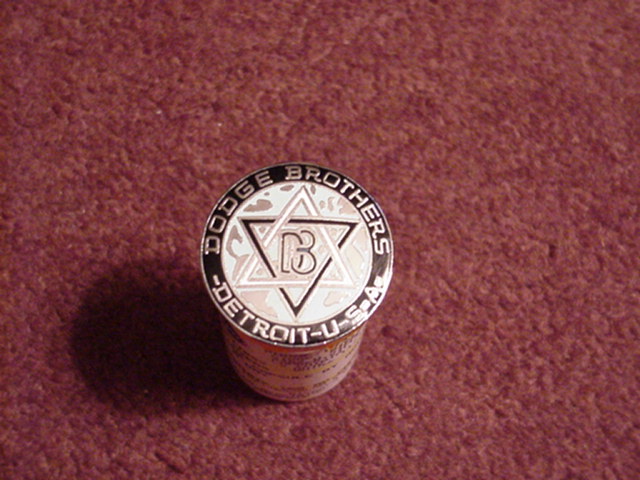 DODGE BROTHERS
DB
-DETROIT-U-S-A-